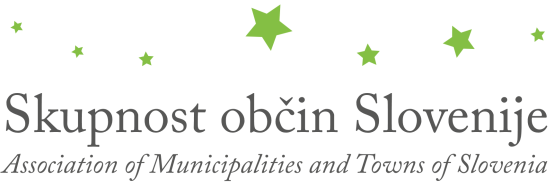 Skupnost občin Slovenije
Association of Municipalities and Towns of Slovenia